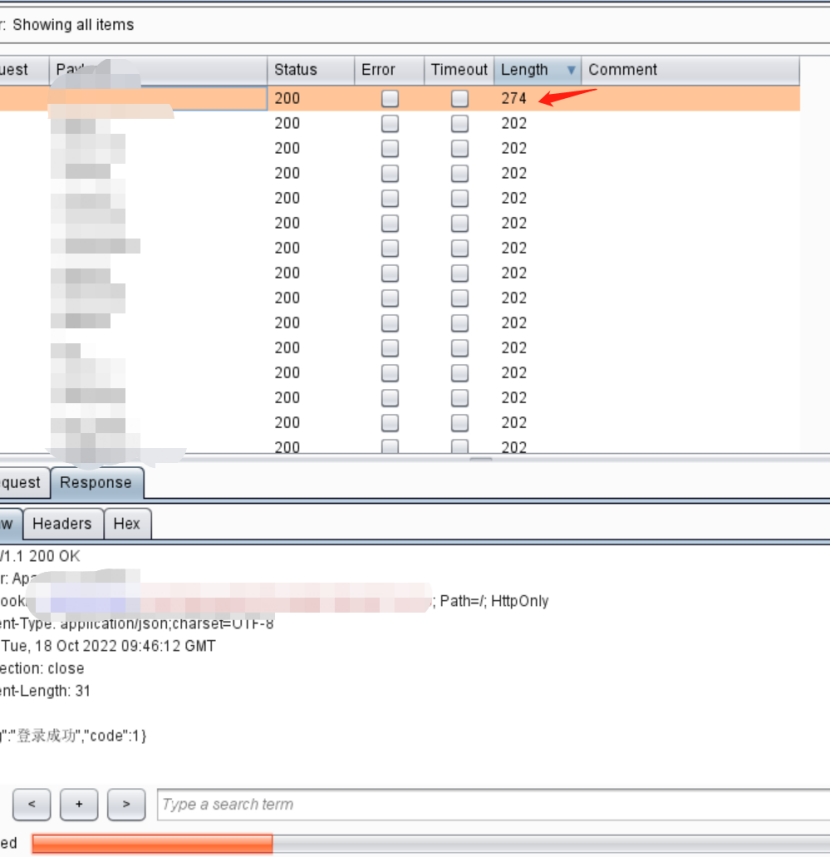 r: Showing all items
uest Payl Status Error Timeout Length Comment
200 274
200 202
200 202
200 202
200 202
200 202
200 202
200 202
200 202
200 202
200 202
200 202
200 202
200 202
200 202
quest Response
w Headers Hex
/1.1 200 OK
r: Apa
ook ; Path=/; HttpOnly
ent-Type: application/json;charset=UTF-8
Tue, 18 Oct 2022 09:46:12 GMT
ection: close
ent-Length: 31
g":"登录成功","code":1}
< + > Type a search term
ed